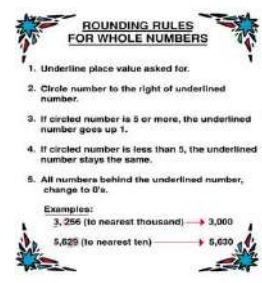 ROUNDING RULES
FOR WHOLE NUMBERS
1. Underline place value asked for.
2. Circle number to the right of underlined
number.
3. If circled number is 5 or more, the underlined
number goes up 1.
4. If circled number is less than 5, the underlined
number stays the same.
5. All numbers behind the underlined number,
change to 0's.
Examples:
3, 256 (to nearest thousand) → 3,000
5,629 (to nearest ten) → 5,630